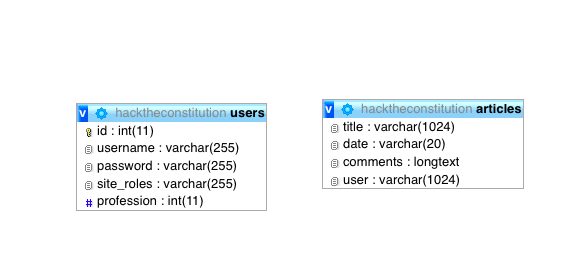 v hacktheconstitution users
id : int(11)
username : varchar(255)
password : varchar(255)
site_roles : varchar(255)
# profession : int(11)
v hacktheconstitution articles
title : varchar(1024)
date : varchar(20)
comments : longtext
user : varchar(1024)